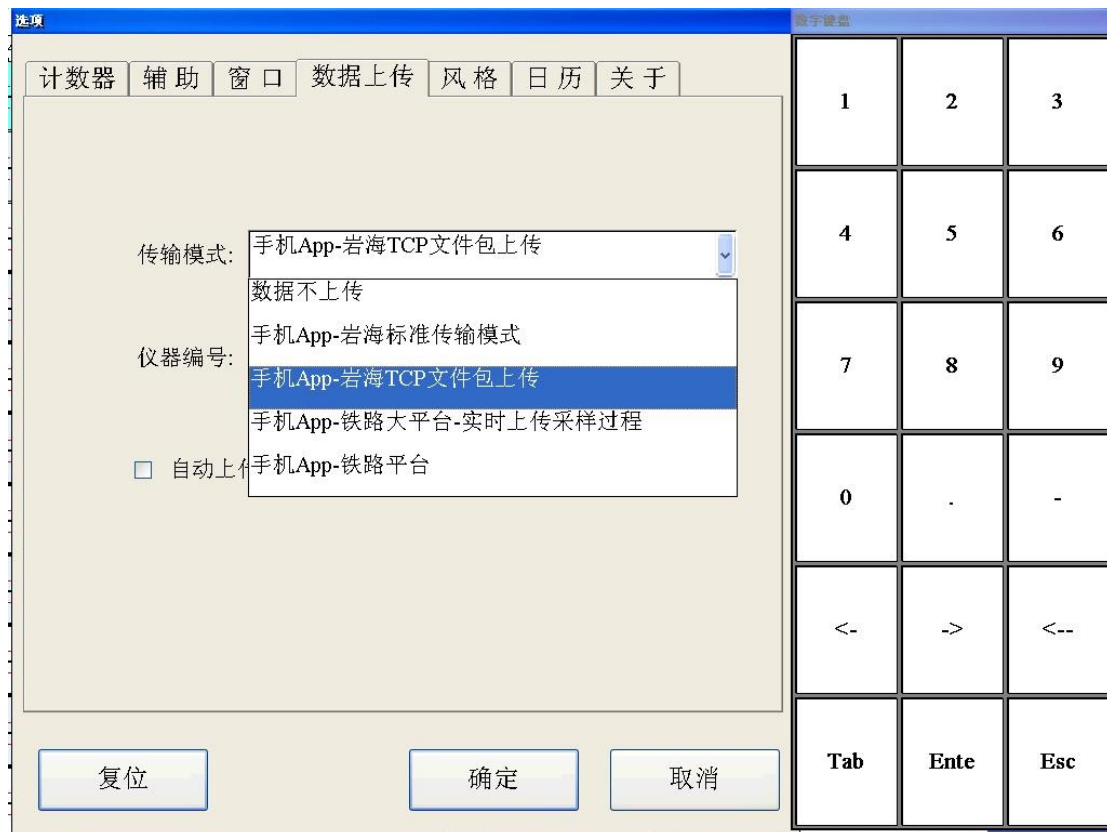 选项
计数器 辅 助 窗 口 数据上传 风 格 日 历 关 于
传输模式: 手机App-岩海TCP文件包上传
数据不上传
手机App-岩海标准传输模式
仪器编号:
手机App-岩海TCP文件包上传
手机App-铁路大平台-实时上传采样过程
自动上
手机App-铁路平台
复位 确定 取消
数字键盘
1 2 3
4 5 6
7 8 9
0 . -
<- -> <--
Tab Ente Esc